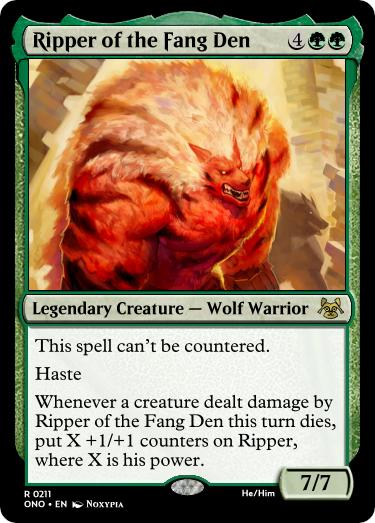 Ripper of the Fang Den 4
Legendary Creature — Wolf Warrior
This spell can't be countered.
Haste
Whenever a creature dealt damage by
Ripper of the Fang Den this turn dies,
put X +1/+1 counters on Ripper,
where X is his power.
7/7
R 0211
ONO • EN Noxypia
He/Him